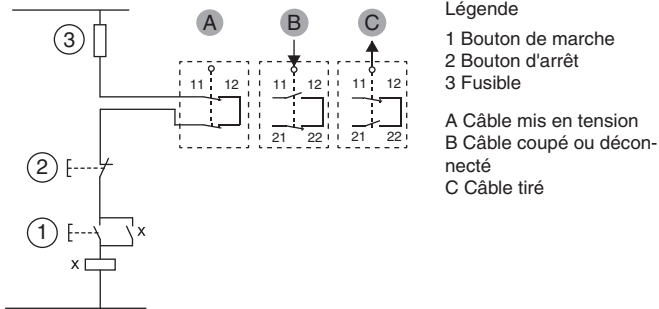 3
A
B
C
11 12
11 12
11 12
21 22
21 22
2
1
x
x
Légende
1 Bouton de marche
2 Bouton d'arrêt
3 Fusible
A Câble mis en tension
B Câble coupé ou décon-
necté
C Câble tiré